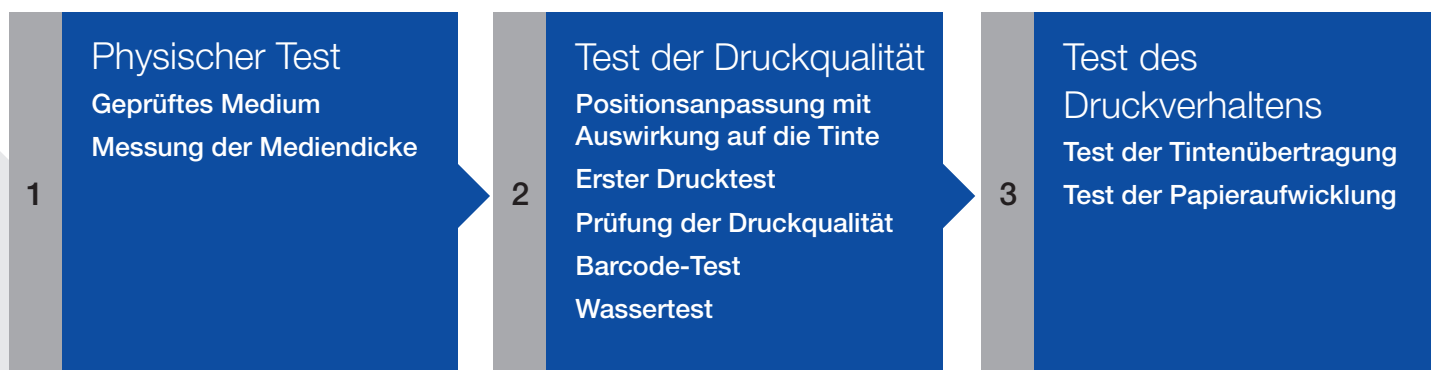 1
Physischer Test
Geprüftes Medium
Messung der Mediendicke
2
Test der Druckqualität
Positionsanpassung mit
Auswirkung auf die Tinte
Erster Drucktest
Prüfung der Druckqualität
Barcode-Test
Wassertest
3
Test des
Druckverhaltens
Test der Tintenübertragung
Test der Papieraufwicklung